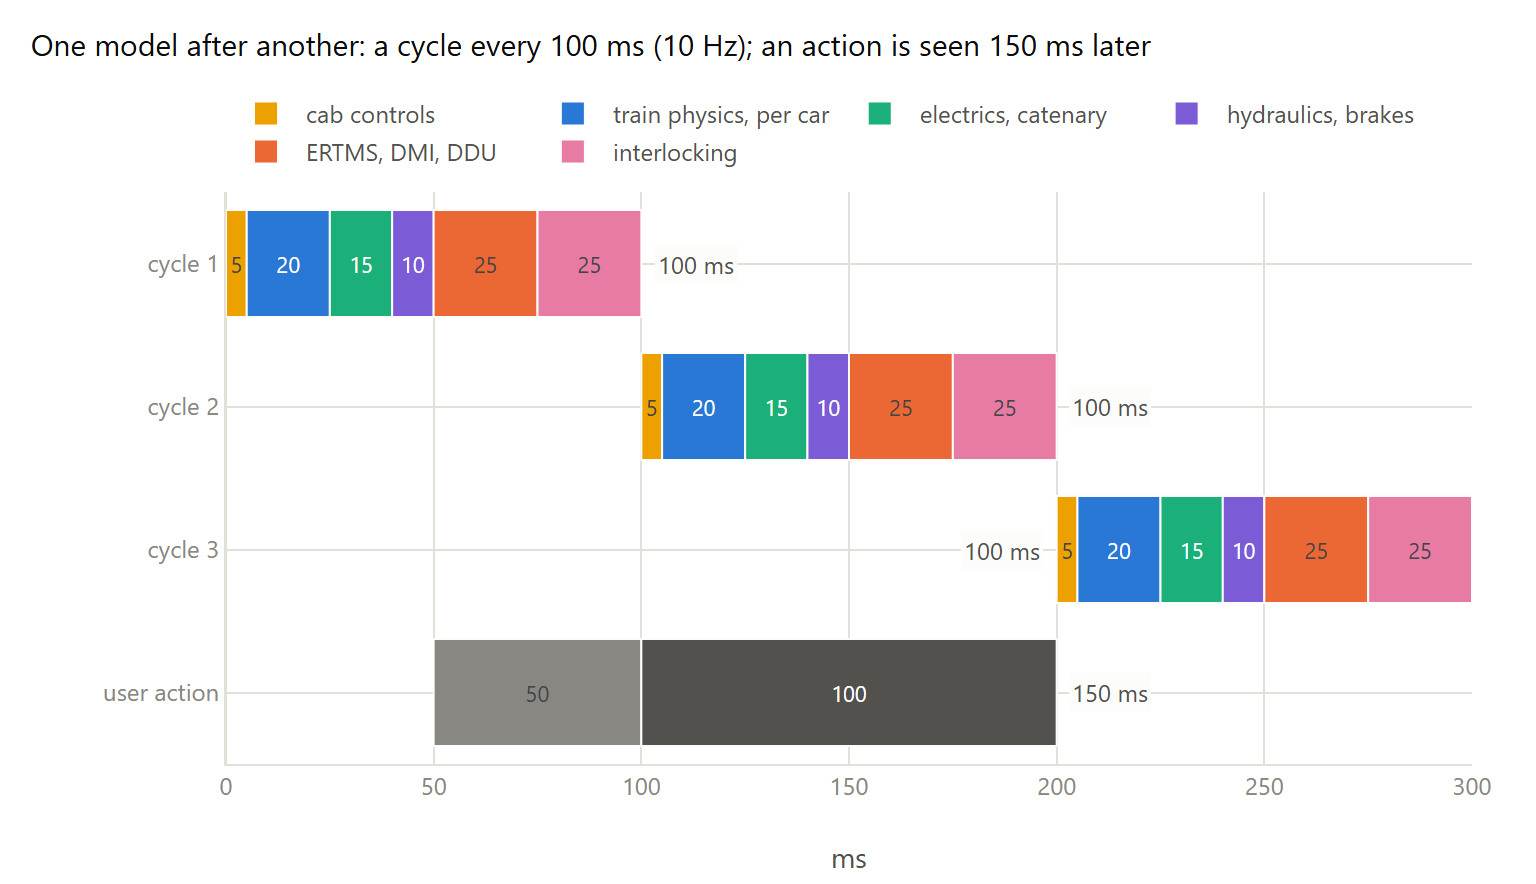 One model after another: a cycle every 100 ms (10 Hz); an action is seen 150 ms later
cab controls train physics, per car electrics, catenary hydraulics, brakes
ERTMS, DMI, DDU interlocking
cycle 1 5 20 15 10 25 25 100 ms
cycle 2 5 20 15 10 25 25 100 ms
cycle 3 100 ms 5 20 15 10 25 25
user action 50 100 150 ms
0 50 100 150 200 250 300
ms